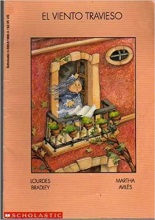 EL VIENTO TRAVIESO
LOURDES
BRADLEY
MARTHA
AVILÉS
SCHOLASTIC